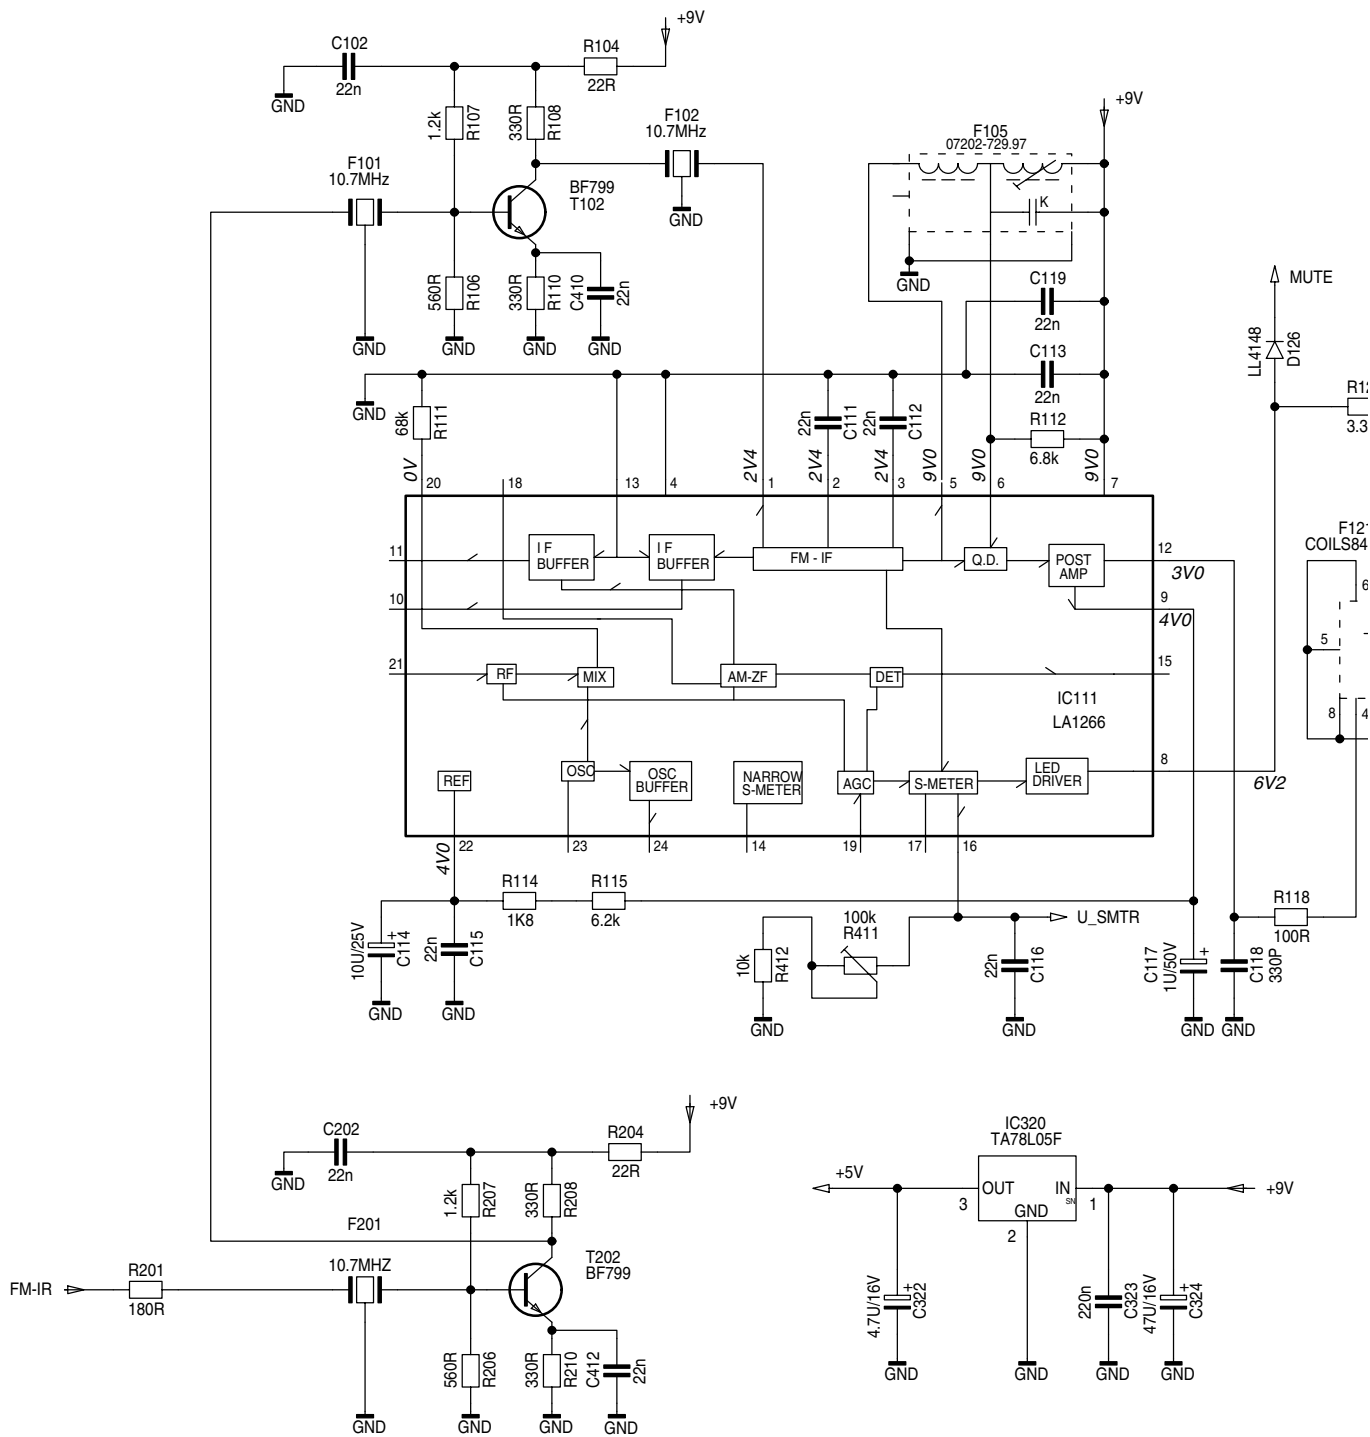 +9V
C102
22n
GND
R104
22R
1.2k
R107
330R
R108
F102
10.7MHz
GND
F101
10.7MHz
BF799
T102
560R
R106
330R
R110
C410
22n
GND
GND
GND
GND
+9V
F105
07202-729.97
K
GND
C119
22n
C113
22n
R112
6.8k
MUTE
LL4148
D126
R12
3.3
GND
68k
R111
22n
C111
22n
C112
0V
2V4
2V4
2V4
9V0
9V0
9V0
20
18
13
4
1
2
3
5
6
7
11
I F
BUFFER
I F
BUFFER
FM - IF
Q.D.
POST
AMP
12
3V0
10
9
4V0
21
RF
MIX
AM-ZF
DET
15
IC111
LA1266
REF
OSC
OSC
BUFFER
NARROW
S-METER
AGC
S-METER
LED
DRIVER
8
6V2
4V0
22
23
24
14
19
17
16
F121
COILS84
6
5
8
4
R114
1K8
R115
6.2k
10U/25V
+
C114
22n
C115
GND
GND
100k
R411
10k
R412
GND
U_SMTR
22n
C116
GND
C117
1U/50V
+
C118
330P
GND
GND
R118
100R
+9V
C202
22n
GND
R204
22R
1.2k
R207
330R
R208
F201
10.7MHZ
T202
BF799
FM-IR
R201
180R
560R
R206
330R
R210
C412
22n
GND
GND
GND
GND
IC320
TA78L05F
+5V
OUT
IN
SN
GND
3
2
1
+9V
4.7U/16V
+
C322
220n
C323
47U/16V
+
C324
GND
GND
GND
GND